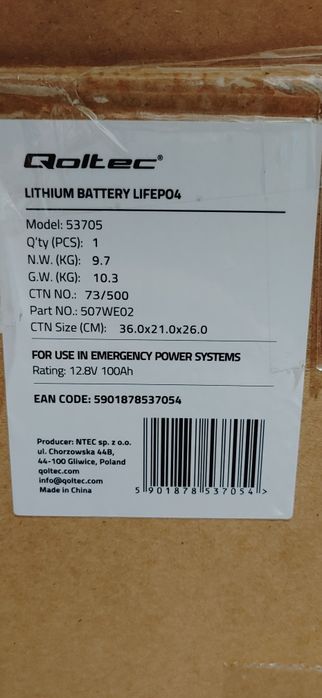 Qoltec®
LITHIUM BATTERY LIFEPO4
Model: 53705
Q'ty (PCS): 1
N.W. (KG): 9.7
G.W. (KG): 10.3
CTN NO.: 73/500
Part NO.: 507WE02
CTN Size (CM): 36.0x21.0x26.0
FOR USE IN EMERGENCY POWER SYSTEMS
Rating: 12.8V 100Ah
EAN CODE: 5901878537054
Producer: NTEC sp. z o.o.
ul. Chorzowska 44B,
44-100 Gliwice, Poland
qoltec.com
info@qoltec.com
Made in China
5 901878 537054 >